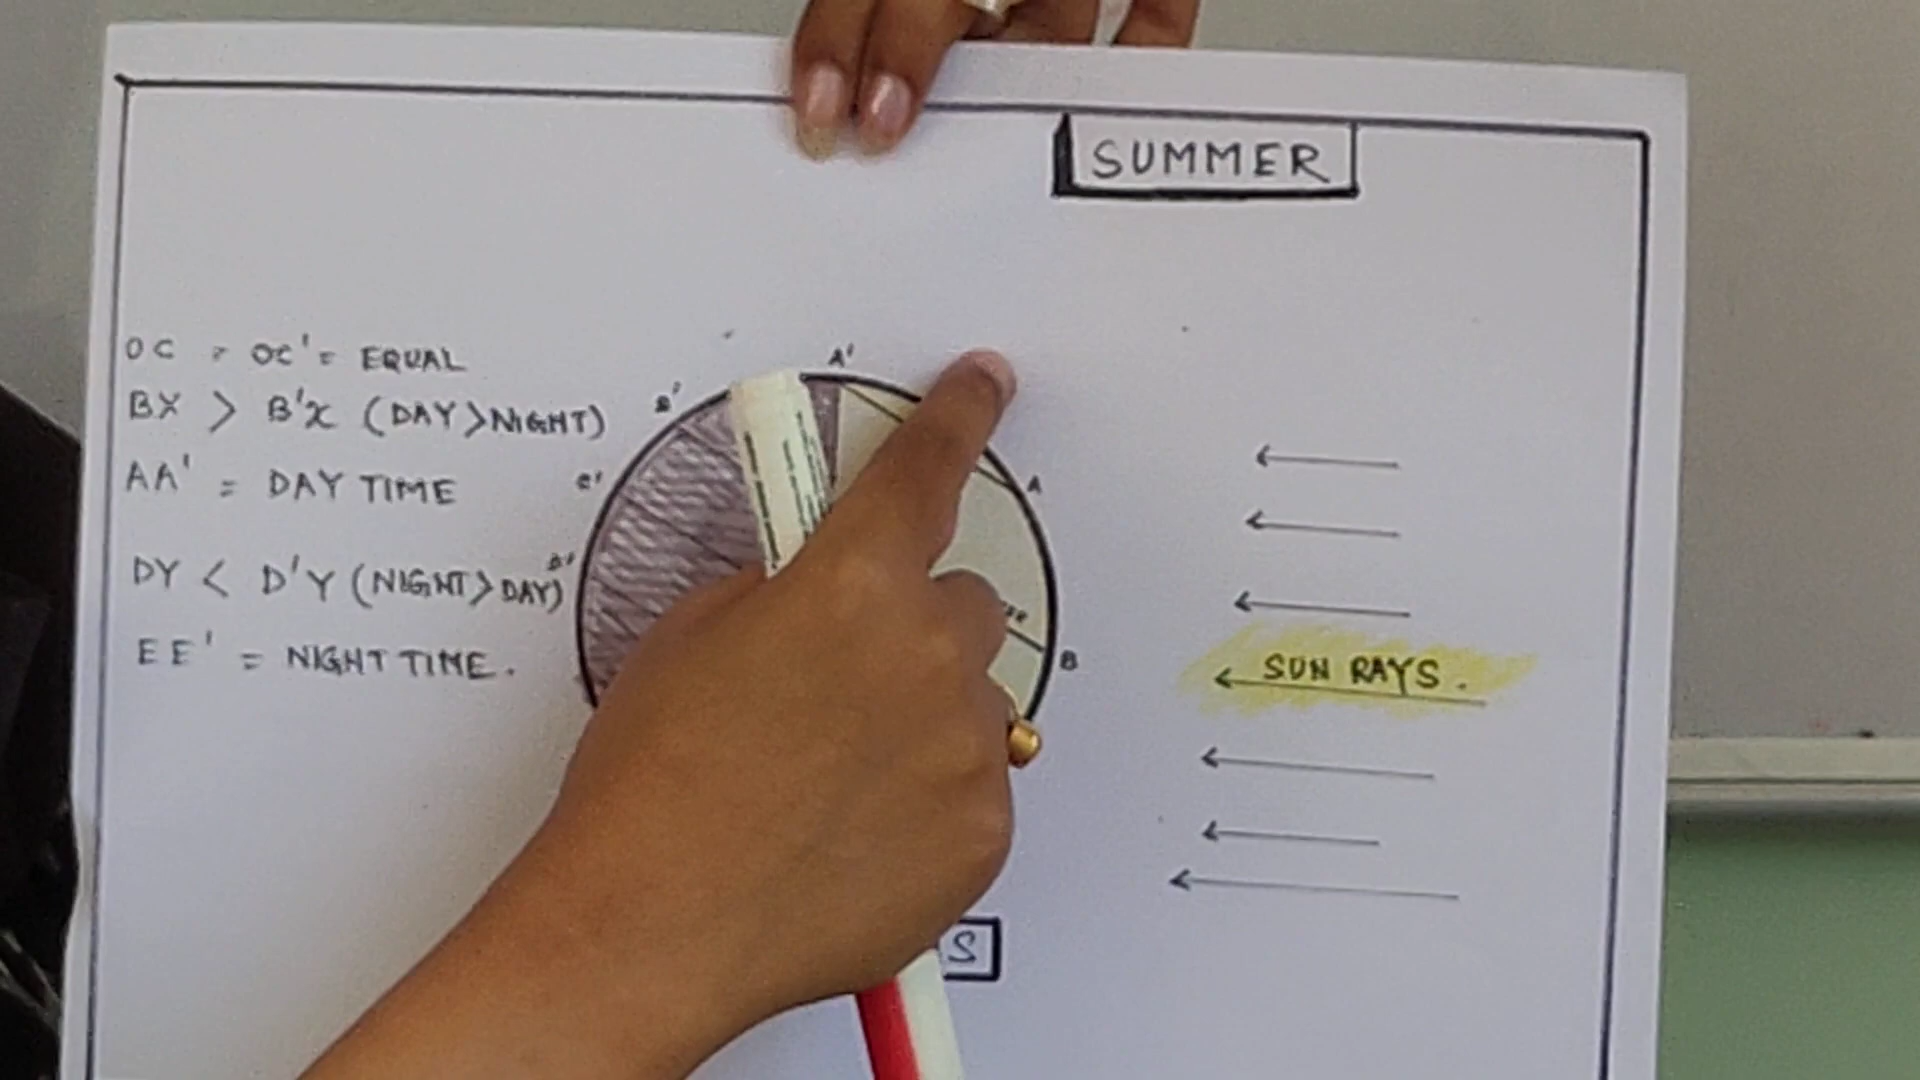 SUMMER
OC = OC' = EQUAL
BX > B'X (DAY>NIGHT)
AA' = DAY TIME
DY < D'Y (NIGHT>DAY)
EE' = NIGHT TIME.
A'
B'
C'
D'
A
B
SUN RAYS.
S